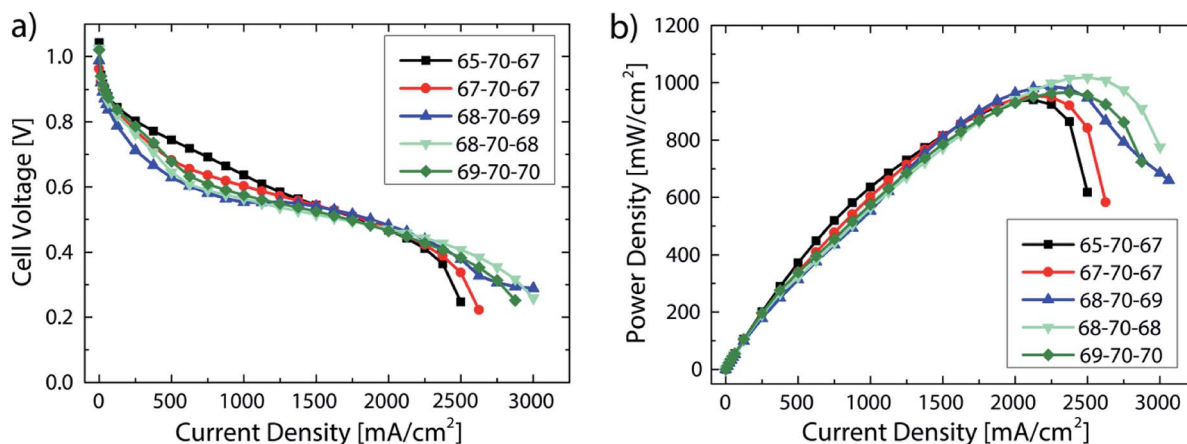 a)
Cell Voltage [V]
1.0
0.8
0.6
0.4
0.2
0.0
65-70-67
67-70-67
68-70-69
68-70-68
69-70-70
0 500 1000 1500 2000 2500 3000
Current Density [mA/cm²]
b)
Power Density [mW/cm²]
1200
1000
800
600
400
200
0
65-70-67
67-70-67
68-70-69
68-70-68
69-70-70
0 500 1000 1500 2000 2500 3000
Current Density [mA/cm²]